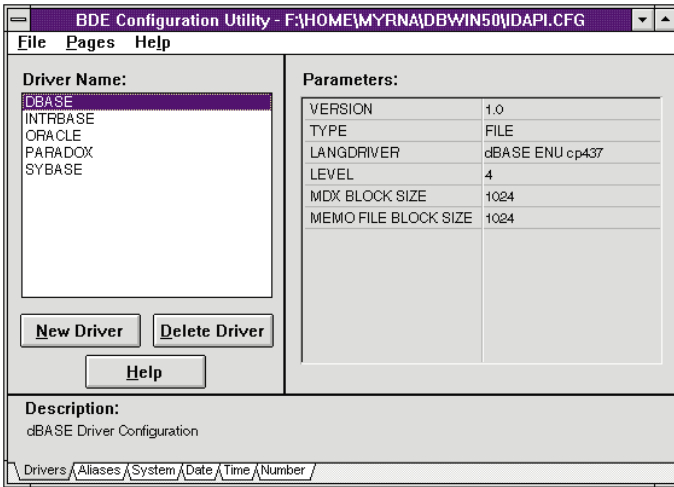 BDE Configuration Utility - F:\HOME\MYRNA\DBWIN50\IDAPI.CFG
File Pages Help
Driver Name:
DBASE
INTRBASE
ORACLE
PARADOX
SYBASE
New Driver Delete Driver
Help
Parameters:
VERSION 1.0
TYPE FILE
LANGDRIVER dBASE ENU cp437
LEVEL 4
MDX BLOCK SIZE 1024
MEMO FILE BLOCK SIZE 1024
Description:
dBASE Driver Configuration
Drivers Aliases System Date Time Number